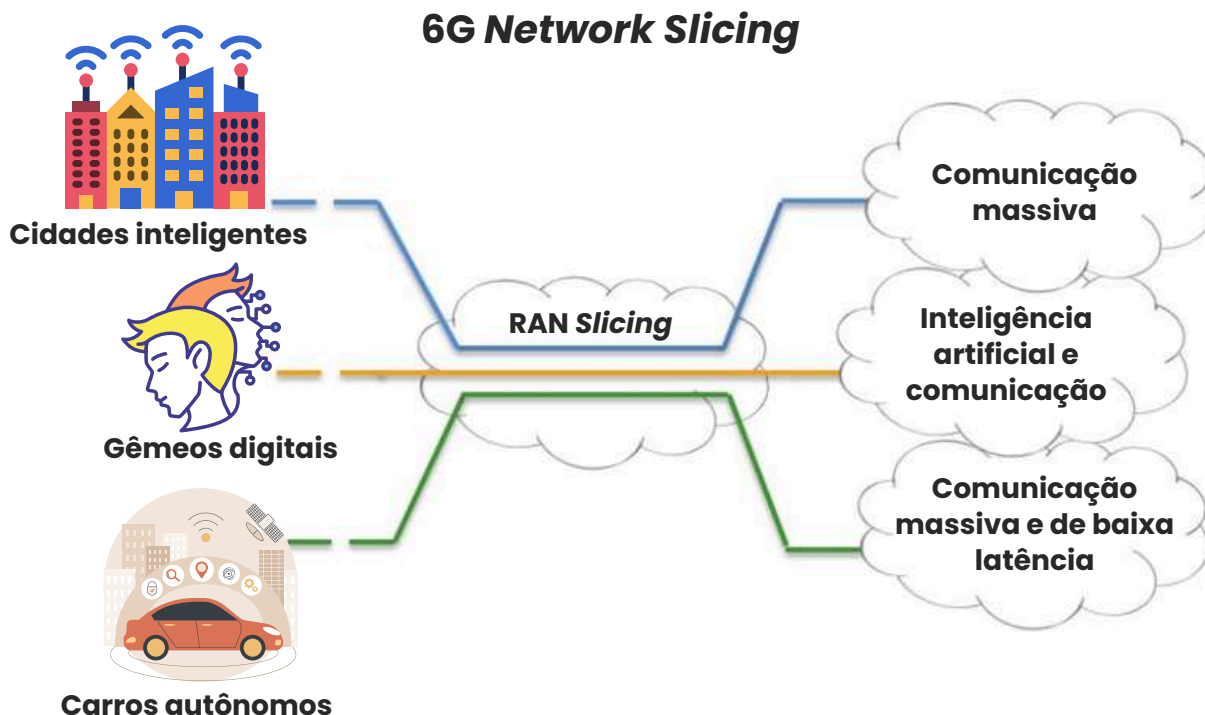 6G Network Slicing
Cidades inteligentes
Gêmeos digitais
Carros autônomos
RAN Slicing
Comunicação
massiva
Inteligência
artificial e
comunicação
Comunicação
massiva e de baixa
latência